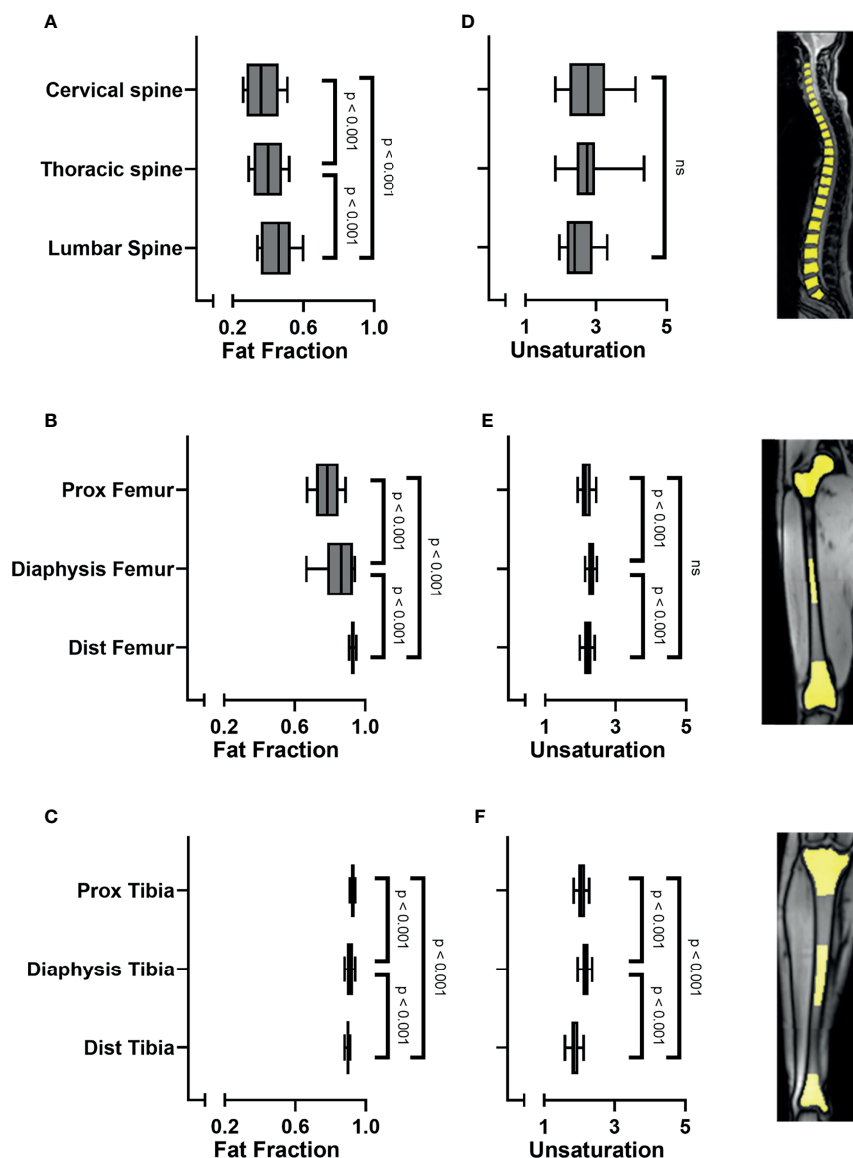 A
D
Cervical spine
Thoracic spine
Lumbar Spine
p < 0.001
p < 0.001
p < 0.001
ns
0.2 0.6 1.0
Fat Fraction
1 3 5
Unsaturation
B
E
Prox Femur
Diaphysis Femur
Dist Femur
p < 0.001
p < 0.001
p < 0.001
p < 0.001
p < 0.001
ns
0.2 0.6 1.0
Fat Fraction
1 3 5
Unsaturation
C
F
Prox Tibia
Diaphysis Tibia
Dist Tibia
p < 0.001
p < 0.001
p < 0.001
p < 0.001
p < 0.001
p < 0.001
0.2 0.6 1.0
Fat Fraction
1 3 5
Unsaturation